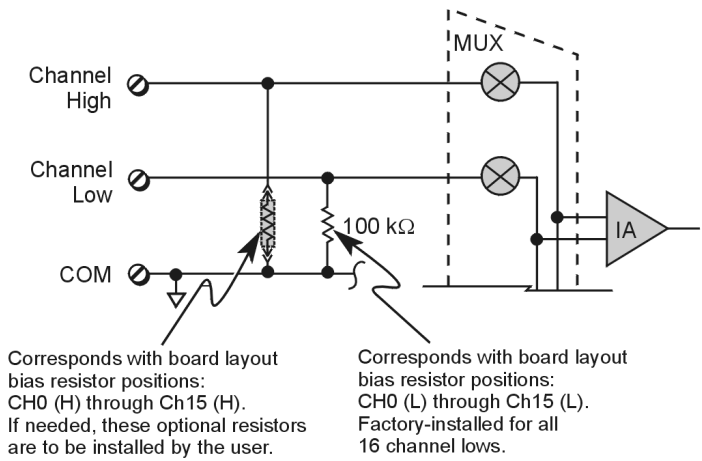 MUX
Channel
High
Channel
Low
100 kΩ
IA
COM
Corresponds with board layout
bias resistor positions:
CH0 (H) through Ch15 (H).
If needed, these optional resistors
are to be installed by the user.
Corresponds with board layout
bias resistor positions:
CH0 (L) through Ch15 (L).
Factory-installed for all
16 channel lows.